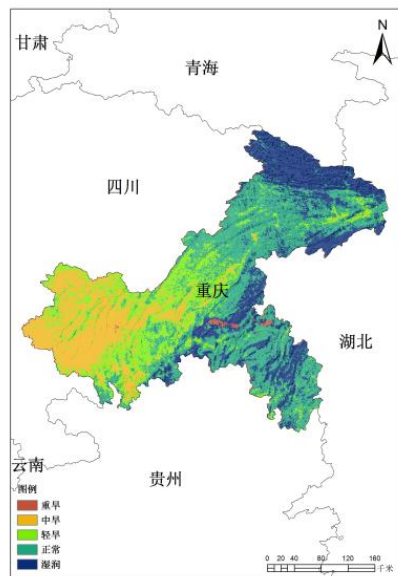 N
甘肃
青海
四川
重庆
湖北
云南
贵州
图例
重旱
中旱
轻旱
正常
湿润
0 20 40 80 120 160
千米